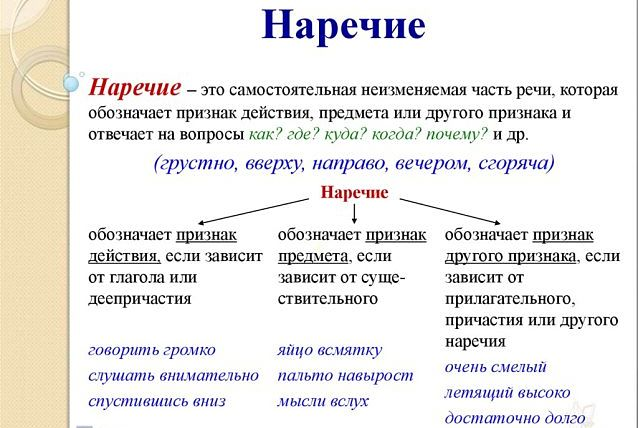 Наречие
Наречие – это самостоятельная неизменяемая часть речи, которая
обозначает признак действия, предмета или другого признака и
отвечает на вопросы как? где? куда? когда? почему? и др.
(грустно, вверху, направо, вечером, сгоряча)
Наречие
обозначает признак
действия, если зависит
от глагола или
деепричастия
говорить громко
слушать внимательно
спустившись вниз
обозначает признак
предмета, если
зависит от суще-
ствительного
яйцо всмятку
пальто навырост
мысли вслух
обозначает признак
другого признака, если
зависит от
прилагательного,
причастия или другого
наречия
очень смелый
летящий высоко
достаточно долго